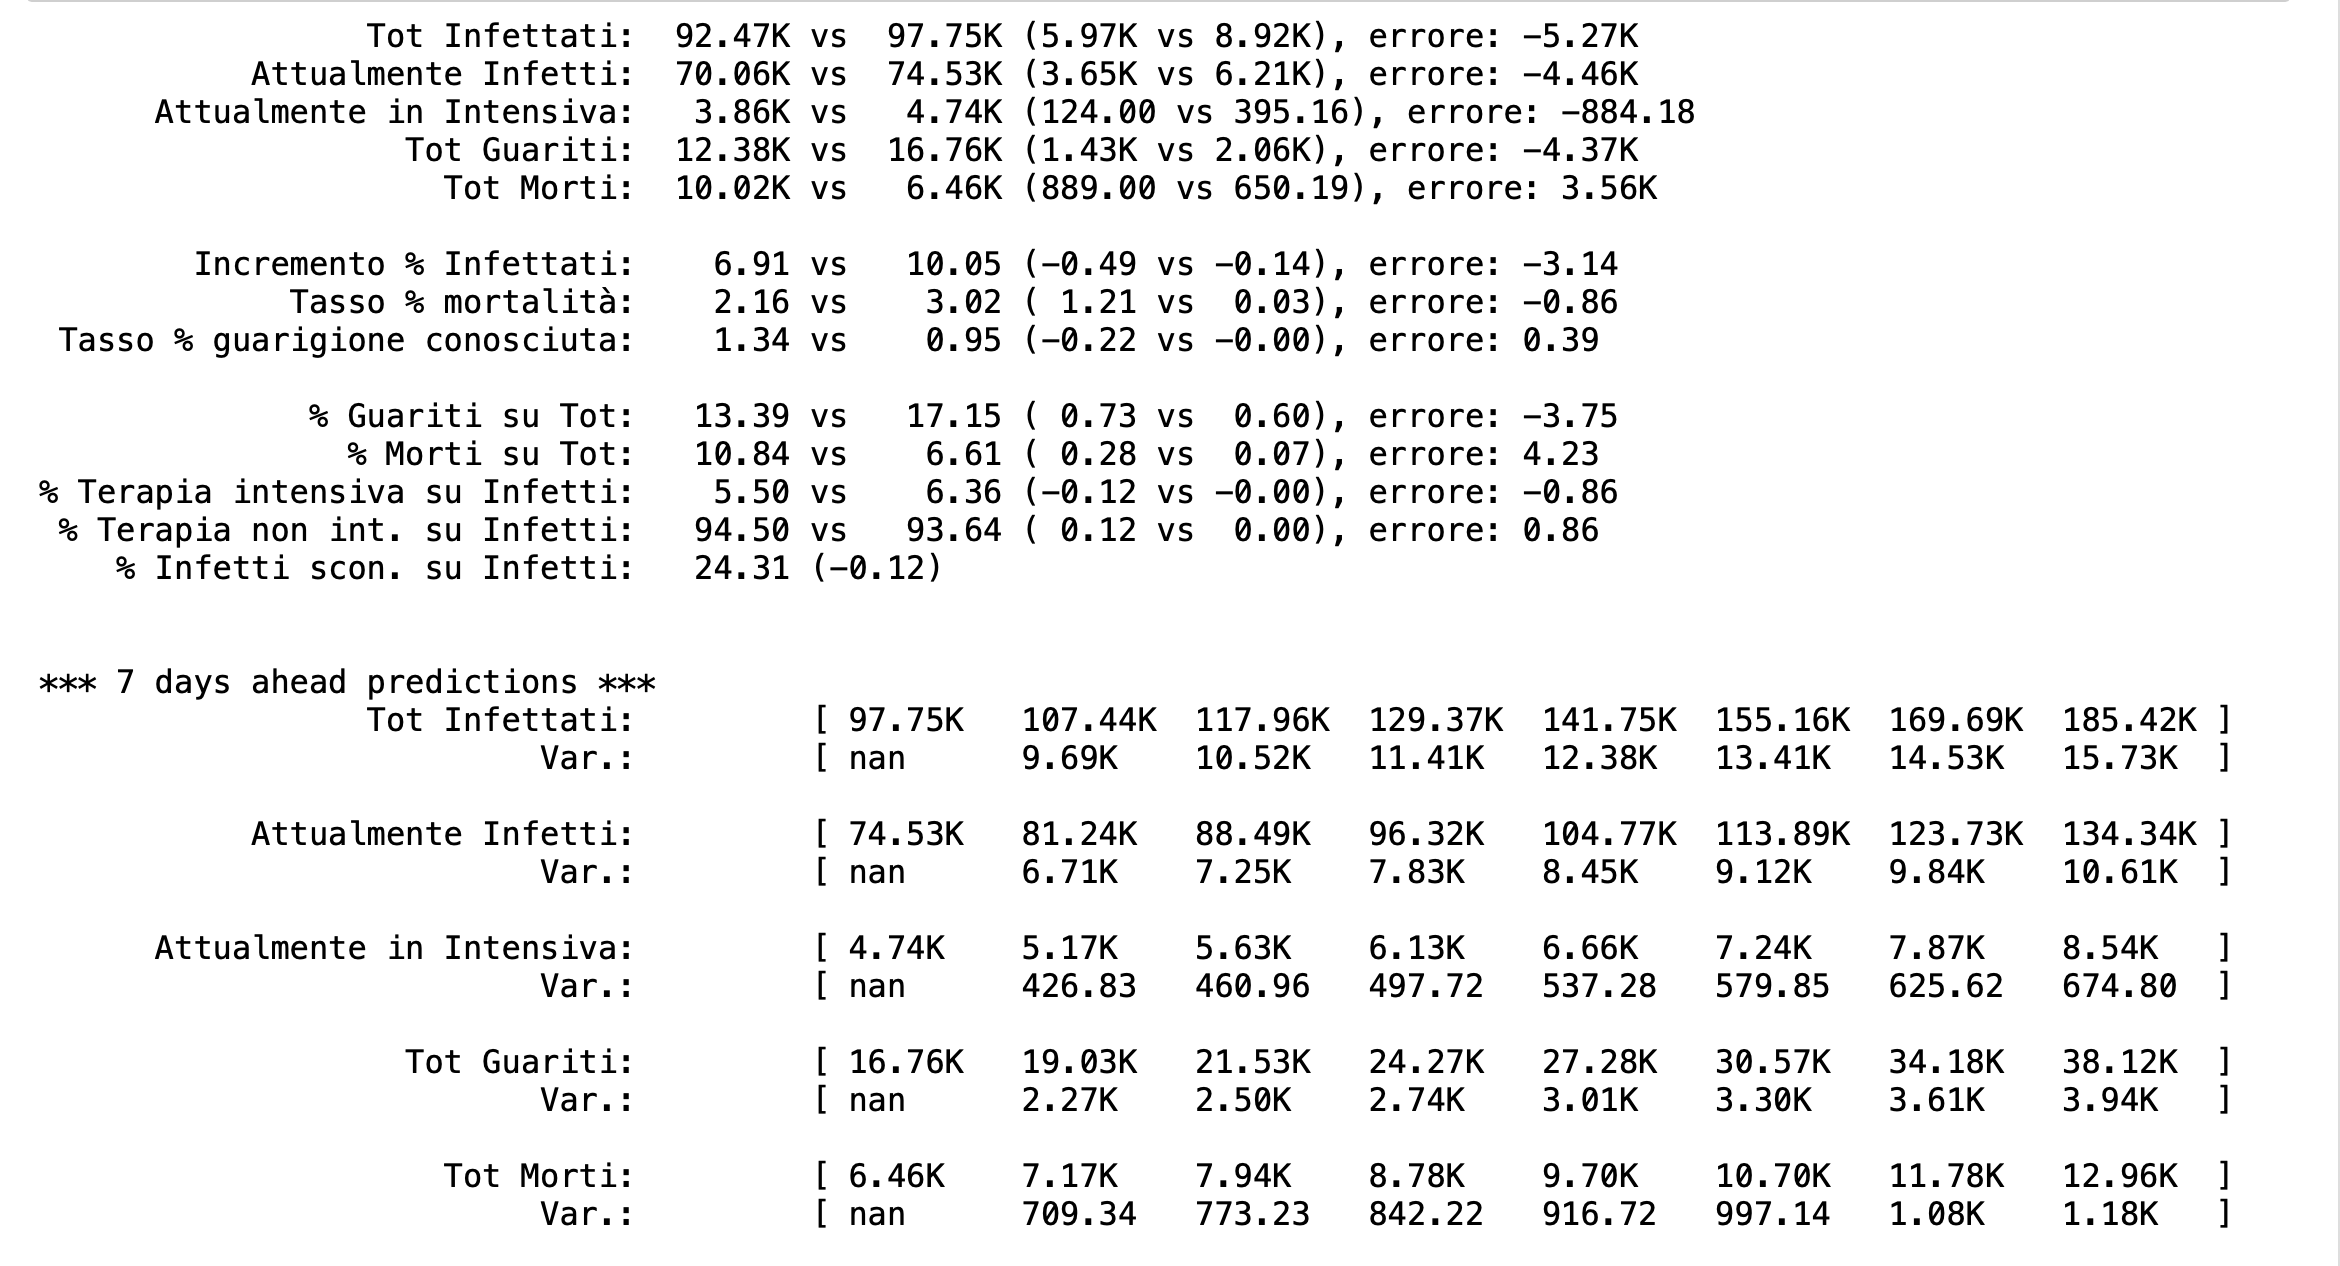 Tot Infettati: 92.47K vs 97.75K (5.97K vs 8.92K), errore: -5.27K
Attualmente Infetti: 70.06K vs 74.53K (3.65K vs 6.21K), errore: -4.46K
Attualmente in Intensiva: 3.86K vs 4.74K (124.00 vs 395.16), errore: -884.18
Tot Guariti: 12.38K vs 16.76K (1.43K vs 2.06K), errore: -4.37K
Tot Morti: 10.02K vs 6.46K (889.00 vs 650.19), errore: 3.56K
Incremento % Infettati: 6.91 vs 10.05 (-0.49 vs -0.14), errore: -3.14
Tasso % mortalità: 2.16 vs 3.02 ( 1.21 vs 0.03), errore: -0.86
Tasso % guarigione conosciuta: 1.34 vs 0.95 (-0.22 vs -0.00), errore: 0.39
% Guariti su Tot: 13.39 vs 17.15 ( 0.73 vs 0.60), errore: -3.75
% Morti su Tot: 10.84 vs 6.61 ( 0.28 vs 0.07), errore: 4.23
% Terapia intensiva su Infetti: 5.50 vs 6.36 (-0.12 vs -0.00), errore: -0.86
% Terapia non int. su Infetti: 94.50 vs 93.64 ( 0.12 vs 0.00), errore: 0.86
% Infetti scon. su Infetti: 24.31 (-0.12)
*** 7 days ahead predictions ***
Tot Infettati: [ 97.75K 107.44K 117.96K 129.37K 141.75K 155.16K 169.69K 185.42K ]
Var.: [ nan 9.69K 10.52K 11.41K 12.38K 13.41K 14.53K 15.73K ]
Attualmente Infetti: [ 74.53K 81.24K 88.49K 96.32K 104.77K 113.89K 123.73K 134.34K ]
Var.: [ nan 6.71K 7.25K 7.83K 8.45K 9.12K 9.84K 10.61K ]
Attualmente in Intensiva: [ 4.74K 5.17K 5.63K 6.13K 6.66K 7.24K 7.87K 8.54K ]
Var.: [ nan 426.83 460.96 497.72 537.28 579.85 625.62 674.80 ]
Tot Guariti: [ 16.76K 19.03K 21.53K 24.27K 27.28K 30.57K 34.18K 38.12K ]
Var.: [ nan 2.27K 2.50K 2.74K 3.01K 3.30K 3.61K 3.94K ]
Tot Morti: [ 6.46K 7.17K 7.94K 8.78K 9.70K 10.70K 11.78K 12.96K ]
Var.: [ nan 709.34 773.23 842.22 916.72 997.14 1.08K 1.18K ]